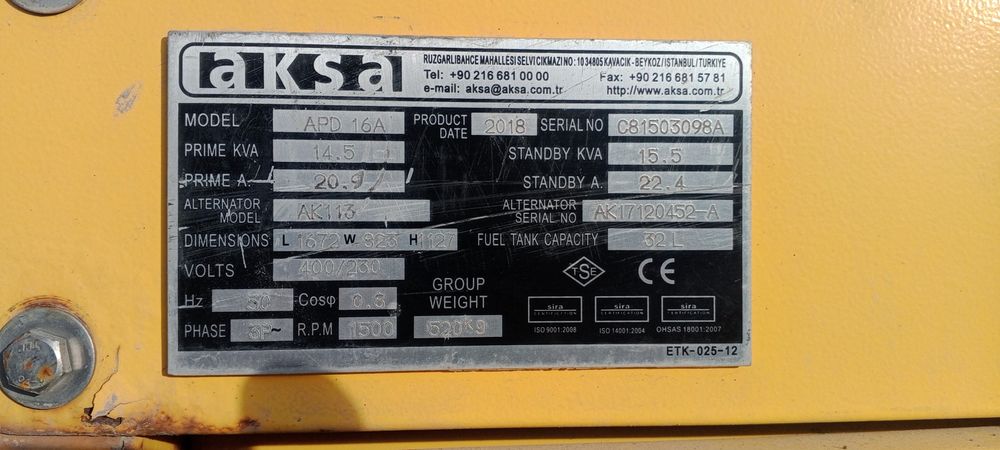 aksa
RUZGARLIBAHCE MAHALLESI SELVI CIKMAZI NO : 10 34805 KAVACIK - BEYKOZ / ISTANBUL / TURKIYE
Tel: +90 216 681 00 00 Fax: +90 216 681 57 81
e-mail: aksa@aksa.com.tr http://www.aksa.com.tr
MODEL APD 16A PRODUCT DATE 2018 SERIAL NO C81503098A
PRIME KVA 14.5 STANDBY KVA 15.5
PRIME A. 20.9 STANDBY A. 22.4
ALTERNATOR MODEL AK113 ALTERNATOR SERIAL NO AK17120452-A
DIMENSIONS L 1672 W 823 H 1127 FUEL TANK CAPACITY 32 L
VOLTS 400/230 TSE CE
Hz 50 Cosφ 0.8 GROUP WEIGHT 520kg
PHASE 3P~ R.P.M 1500
sira CERTIFICATION sira CERTIFICATION sira CERTIFICATION
ISO 9001:2008 ISO 14001:2004 OHSAS 18001:2007
ETK-025-12